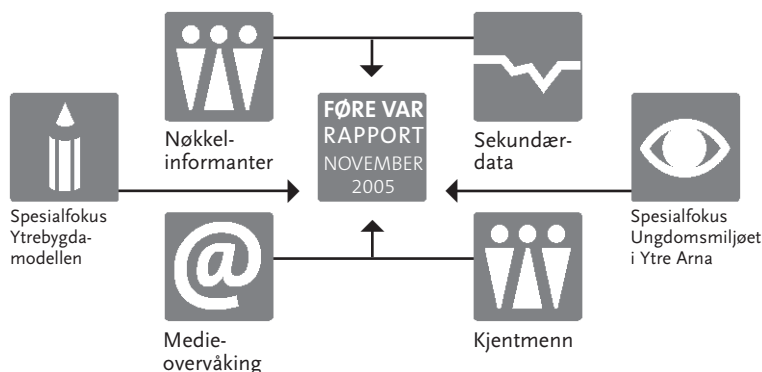 Nøkkel-
informanter
FØRE VAR
RAPPORT
NOVEMBER
2005
Sekundær-
data
Spesialfokus
Ytrebygda-
modellen
Spesialfokus
Ungdomsmiljøet
i Ytre Arna
@
Medie-
overvåking
Kjentmenn